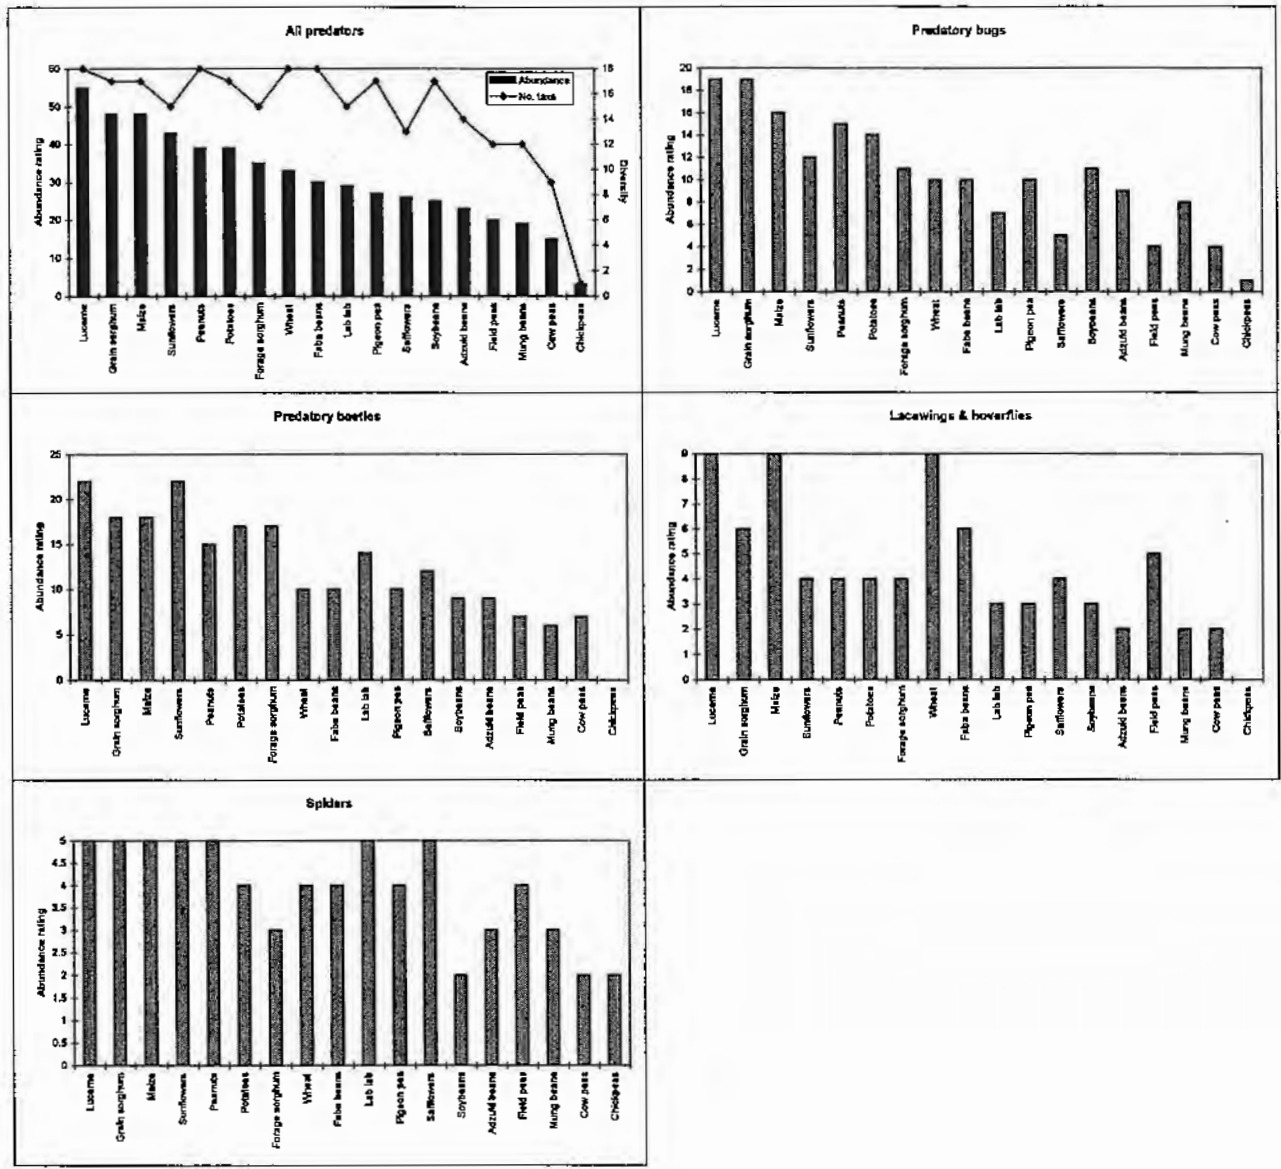 All predators
Abundance rating
60
50
40
30
20
10
0
Abundance
No. taxa
18
16
14
12
10
8
6
4
2
0
Diversity
Lucerne
Grain sorghum
Maize
Sunflowers
Peanuts
Potatoes
Forage sorghum
Wheat
Faba beans
Lab lab
Pigeon pea
Safflowers
Soybeans
Adzuki beans
Field peas
Mung beans
Cow peas
Chickpeas
Predatory bugs
Abundance rating
20
18
16
14
12
10
8
6
4
2
0
Lucerne
Grain sorghum
Maize
Sunflowers
Peanuts
Potatoes
Forage sorghum
Wheat
Faba beans
Lab lab
Pigeon pea
Safflowers
Soybeans
Adzuki beans
Field peas
Mung beans
Cow peas
Chickpeas
Predatory beetles
Abundance rating
25
20
15
10
5
0
Lucerne
Grain sorghum
Maize
Sunflowers
Peanuts
Potatoes
Forage sorghum
Wheat
Faba beans
Lab lab
Pigeon pea
Safflowers
Soybeans
Adzuki beans
Field peas
Mung beans
Cow peas
Chickpeas
Lacewings & hoverflies
Abundance rating
9
8
7
6
5
4
3
2
1
0
Lucerne
Grain sorghum
Maize
Sunflowers
Peanuts
Potatoes
Forage sorghum
Wheat
Faba beans
Lab lab
Pigeon pea
Safflowers
Soybeans
Adzuki beans
Field peas
Mung beans
Cow peas
Chickpeas
Spiders
Abundance rating
5
4.5
4
3.5
3
2.5
2
1.5
1
0.5
0
Lucerne
Grain sorghum
Maize
Sunflowers
Peanuts
Potatoes
Forage sorghum
Wheat
Faba beans
Lab lab
Pigeon pea
Safflowers
Soybeans
Adzuki beans
Field peas
Mung beans
Cow peas
Chickpeas